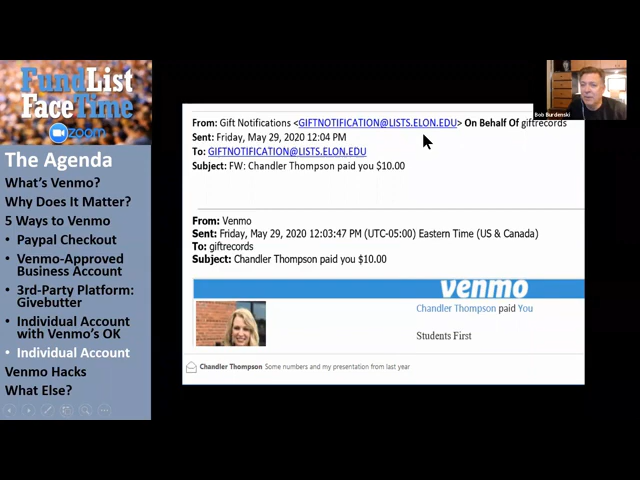 FundList
FaceTime
zoom
The Agenda
What's Venmo?
Why Does It Matter?
5 Ways to Venmo
• Paypal Checkout
• Venmo-Approved
Business Account
• 3rd-Party Platform:
Givebutter
• Individual Account
with Venmo's OK
• Individual Account
Venmo Hacks
What Else?
From: Gift Notifications <GIFTNOTIFICATION@LISTS.ELON.EDU> On Behalf Of giftrecords
Sent: Friday, May 29, 2020 12:04 PM
To: GIFTNOTIFICATION@LISTS.ELON.EDU
Subject: FW: Chandler Thompson paid you $10.00
From: Venmo
Sent: Friday, May 29, 2020 12:03:47 PM (UTC-05:00) Eastern Time (US & Canada)
To: giftrecords
Subject: Chandler Thompson paid you $10.00
venmo
Chandler Thompson paid You
Students First
Chandler Thompson Some numbers and my presentation from last year
Bob Burdenski